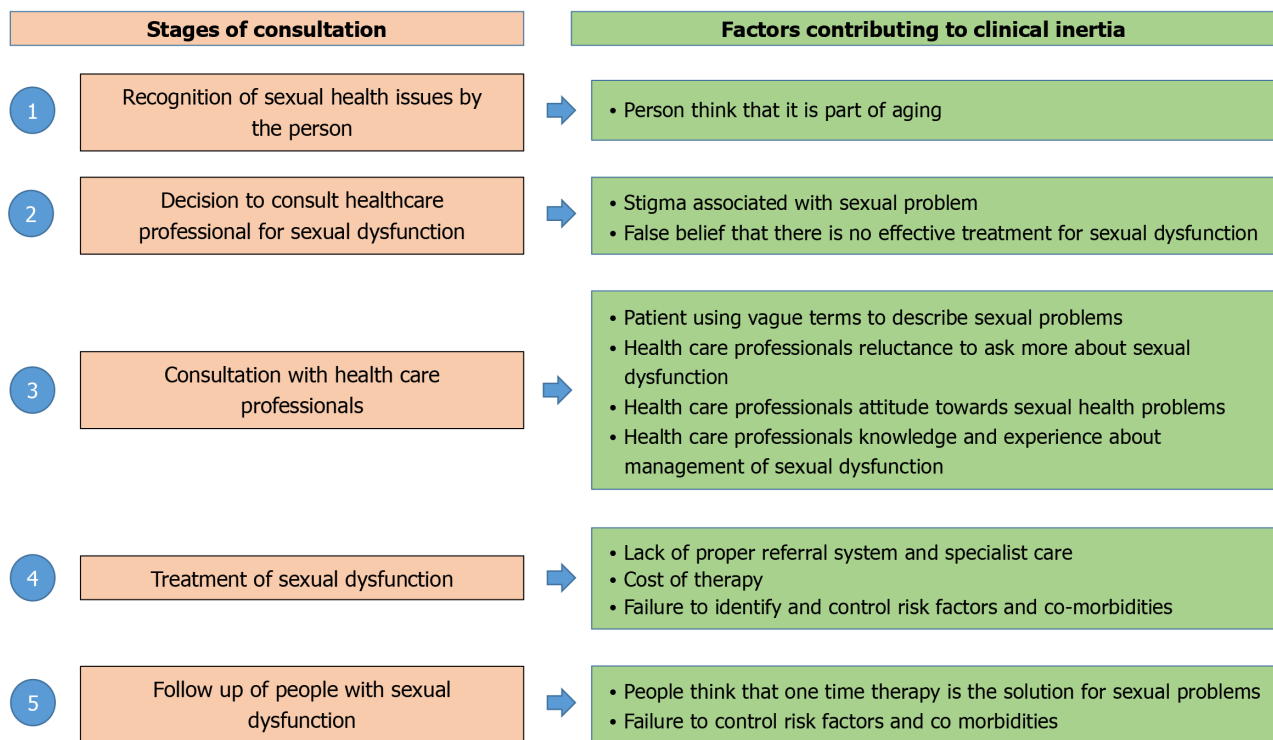 Stages of consultation
Factors contributing to clinical inertia
1
Recognition of sexual health issues by
the person
• Person think that it is part of aging
2
Decision to consult healthcare
professional for sexual dysfunction
• Stigma associated with sexual problem
• False belief that there is no effective treatment for sexual dysfunction
3
Consultation with health care
professionals
• Patient using vague terms to describe sexual problems
• Health care professionals reluctance to ask more about sexual
dysfunction
• Health care professionals attitude towards sexual health problems
• Health care professionals knowledge and experience about
management of sexual dysfunction
4
Treatment of sexual dysfunction
• Lack of proper referral system and specialist care
• Cost of therapy
• Failure to identify and control risk factors and co-morbidities
5
Follow up of people with sexual
dysfunction
• People think that one time therapy is the solution for sexual problems
• Failure to control risk factors and co morbidities